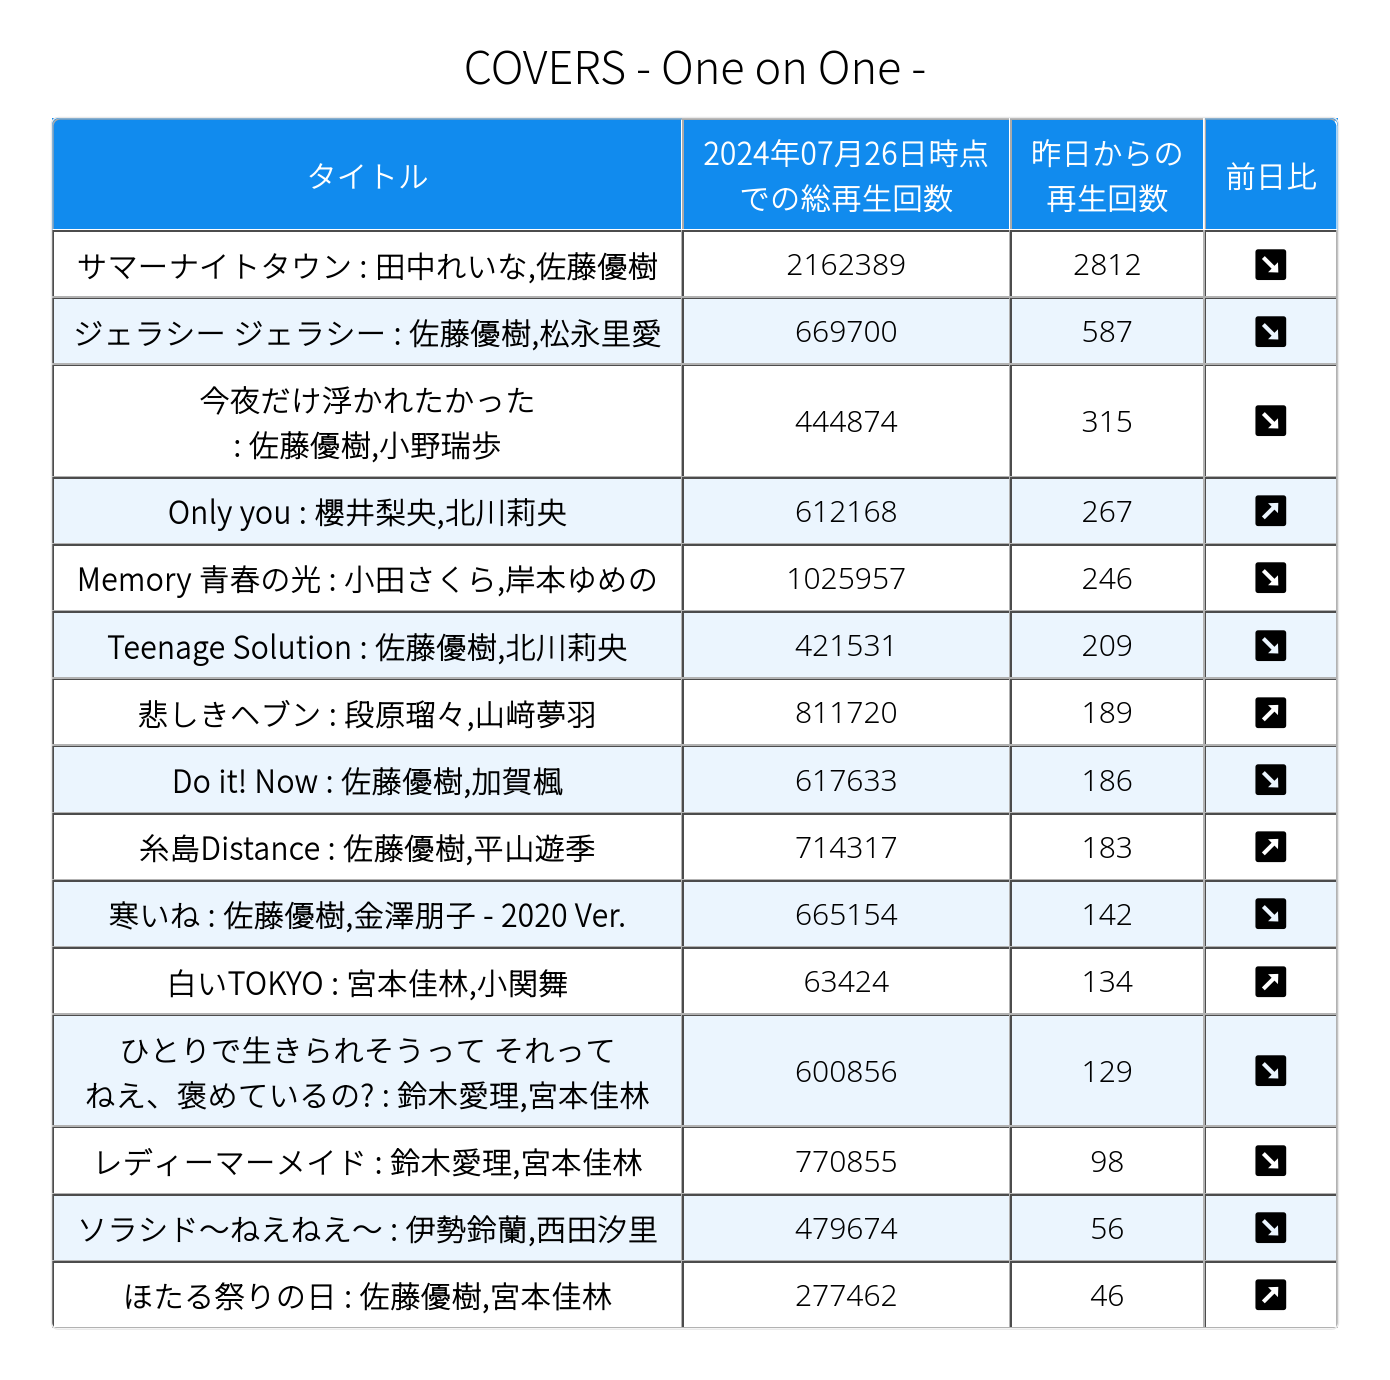 COVERS - One on One -
タイトル
2024年07月26日時点
での総再生回数
昨日からの
再生回数
前日比
サマーナイトタウン : 田中れいな,佐藤優樹
2162389
2812
ジェラシー ジェラシー : 佐藤優樹,松永里愛
669700
587
今夜だけ浮かれたかった
: 佐藤優樹,小野瑞歩
444874
315
Only you : 櫻井梨央,北川莉央
612168
267
Memory 青春の光 : 小田さくら,岸本ゆめの
1025957
246
Teenage Solution : 佐藤優樹,北川莉央
421531
209
悲しきヘブン : 段原瑠々,山﨑夢羽
811720
189
Do it! Now : 佐藤優樹,加賀楓
617633
186
糸島Distance : 佐藤優樹,平山遊季
714317
183
寒いね : 佐藤優樹,金澤朋子 - 2020 Ver.
665154
142
白いTOKYO : 宮本佳林,小関舞
63424
134
ひとりで生きられそうって それって
ねえ、褒めているの? : 鈴木愛理,宮本佳林
600856
129
レディーマーメイド : 鈴木愛理,宮本佳林
770855
98
ソラシド〜ねえねえ〜 : 伊勢鈴蘭,西田汐里
479674
56
ほたる祭りの日 : 佐藤優樹,宮本佳林
277462
46